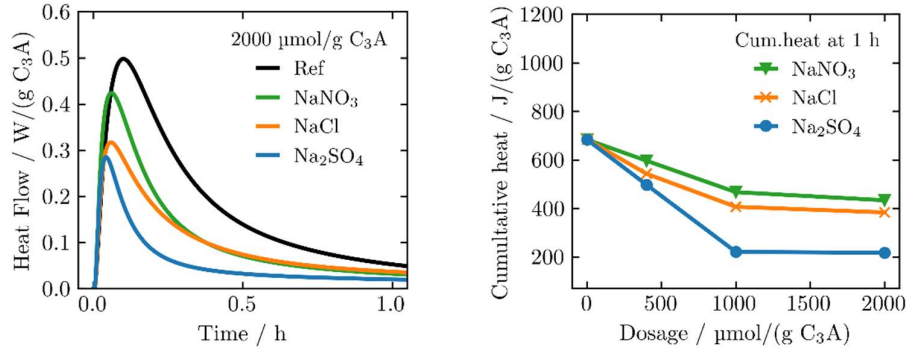 2000 µmol/g C₃A
Ref
NaNO₃
NaCl
Na₂SO₄
Heat Flow / W/(g C₃A)
0.6
0.5
0.4
0.3
0.2
0.1
0.0
0.0 0.5 1.0
Time / h
Cum.heat at 1 h
NaNO₃
NaCl
Na₂SO₄
Cumultative heat / J/(g C₃A)
1200
1000
800
600
400
200
0 500 1000 1500 2000
Dosage / µmol/(g C₃A)